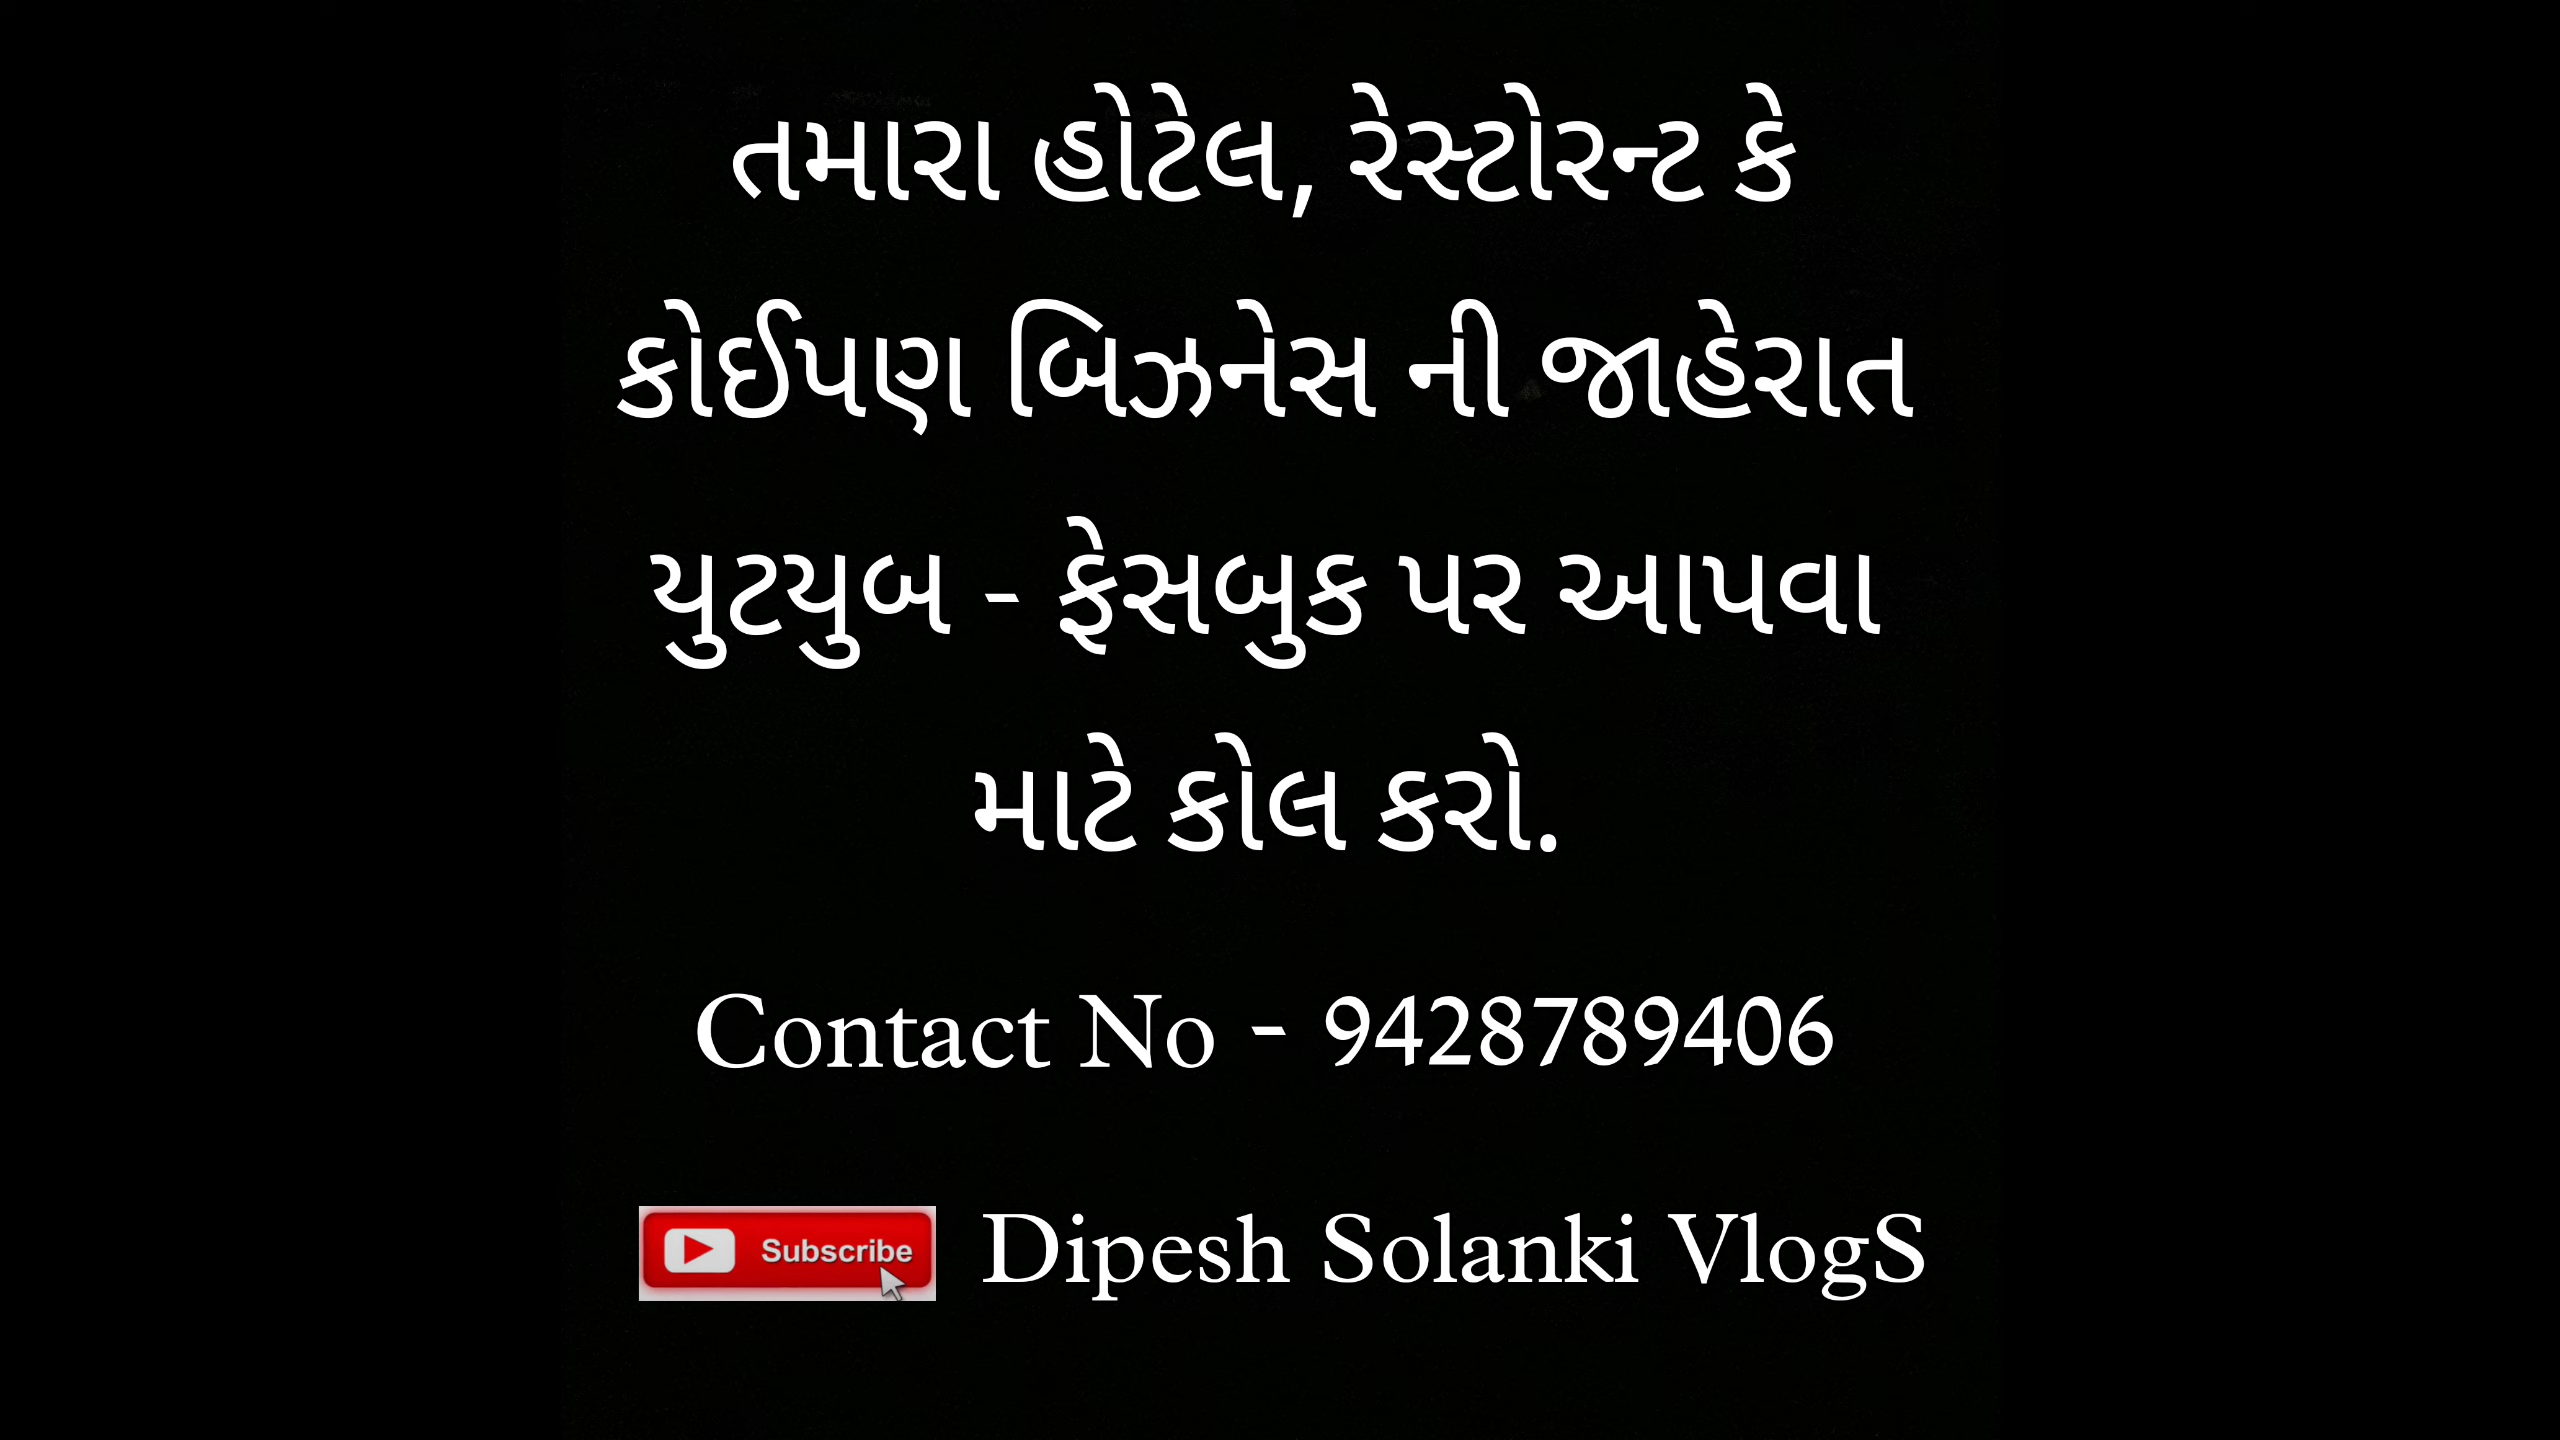 તમારા હોટેલ, રેસ્ટોરન્ટ કે
કોઈપણ બિઝનેસ ની જાહેરાત
યુટયુબ - ફેસબુક પર આપવા
માટે કોલ કરો.
Contact No - 9428789406
Subscribe Dipesh Solanki VlogS